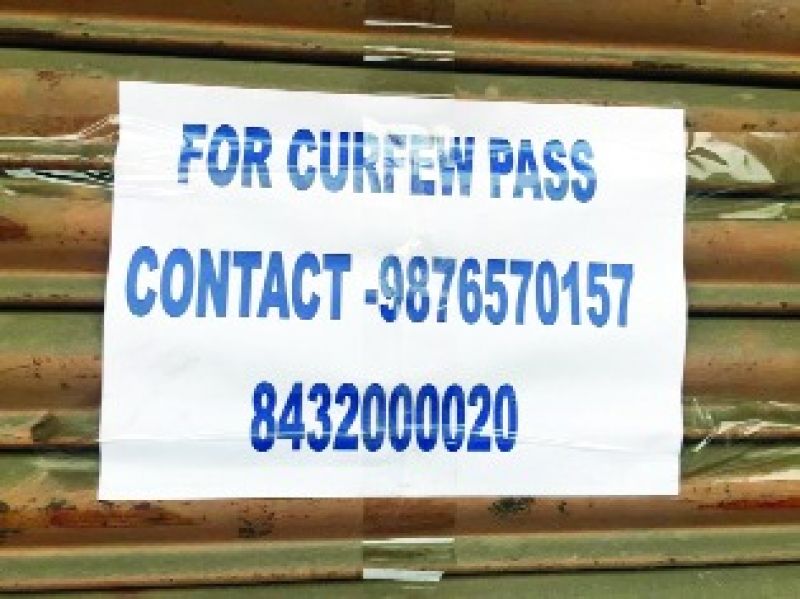 FOR CURFEW PASS
CONTACT -9876570157
8432000020